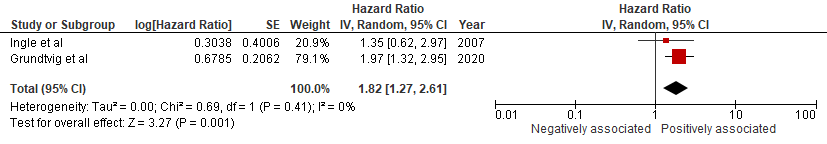 Hazard Ratio Hazard Ratio
Study or Subgroup log[Hazard Ratio] SE Weight IV, Random, 95% CI Year IV, Random, 95% CI
Ingle et al 0.3038 0.4006 20.9% 1.35 [0.62, 2.97] 2007
Grundtvig et al 0.6785 0.2062 79.1% 1.97 [1.32, 2.95] 2020
Total (95% CI) 100.0% 1.82 [1.27, 2.61]
Heterogeneity: Tau² = 0.00; Chi² = 0.69, df = 1 (P = 0.41); I² = 0%
Test for overall effect: Z = 3.27 (P = 0.001)
0.01 0.1 1 10 100
Negatively associated Positively associated